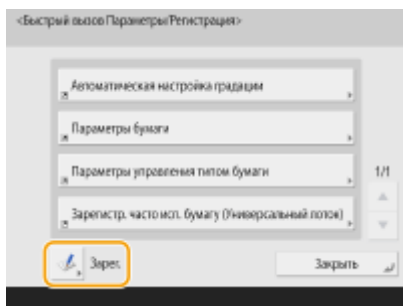 <Быстрый вызов Параметры/Регистрация>
Автоматическая настройка градации
Параметры бумаги
Параметры управления типом бумаги
Зарегистр. часто исп. бумагу (Универсальный лоток)
1/1
Зарег.
Закрыть